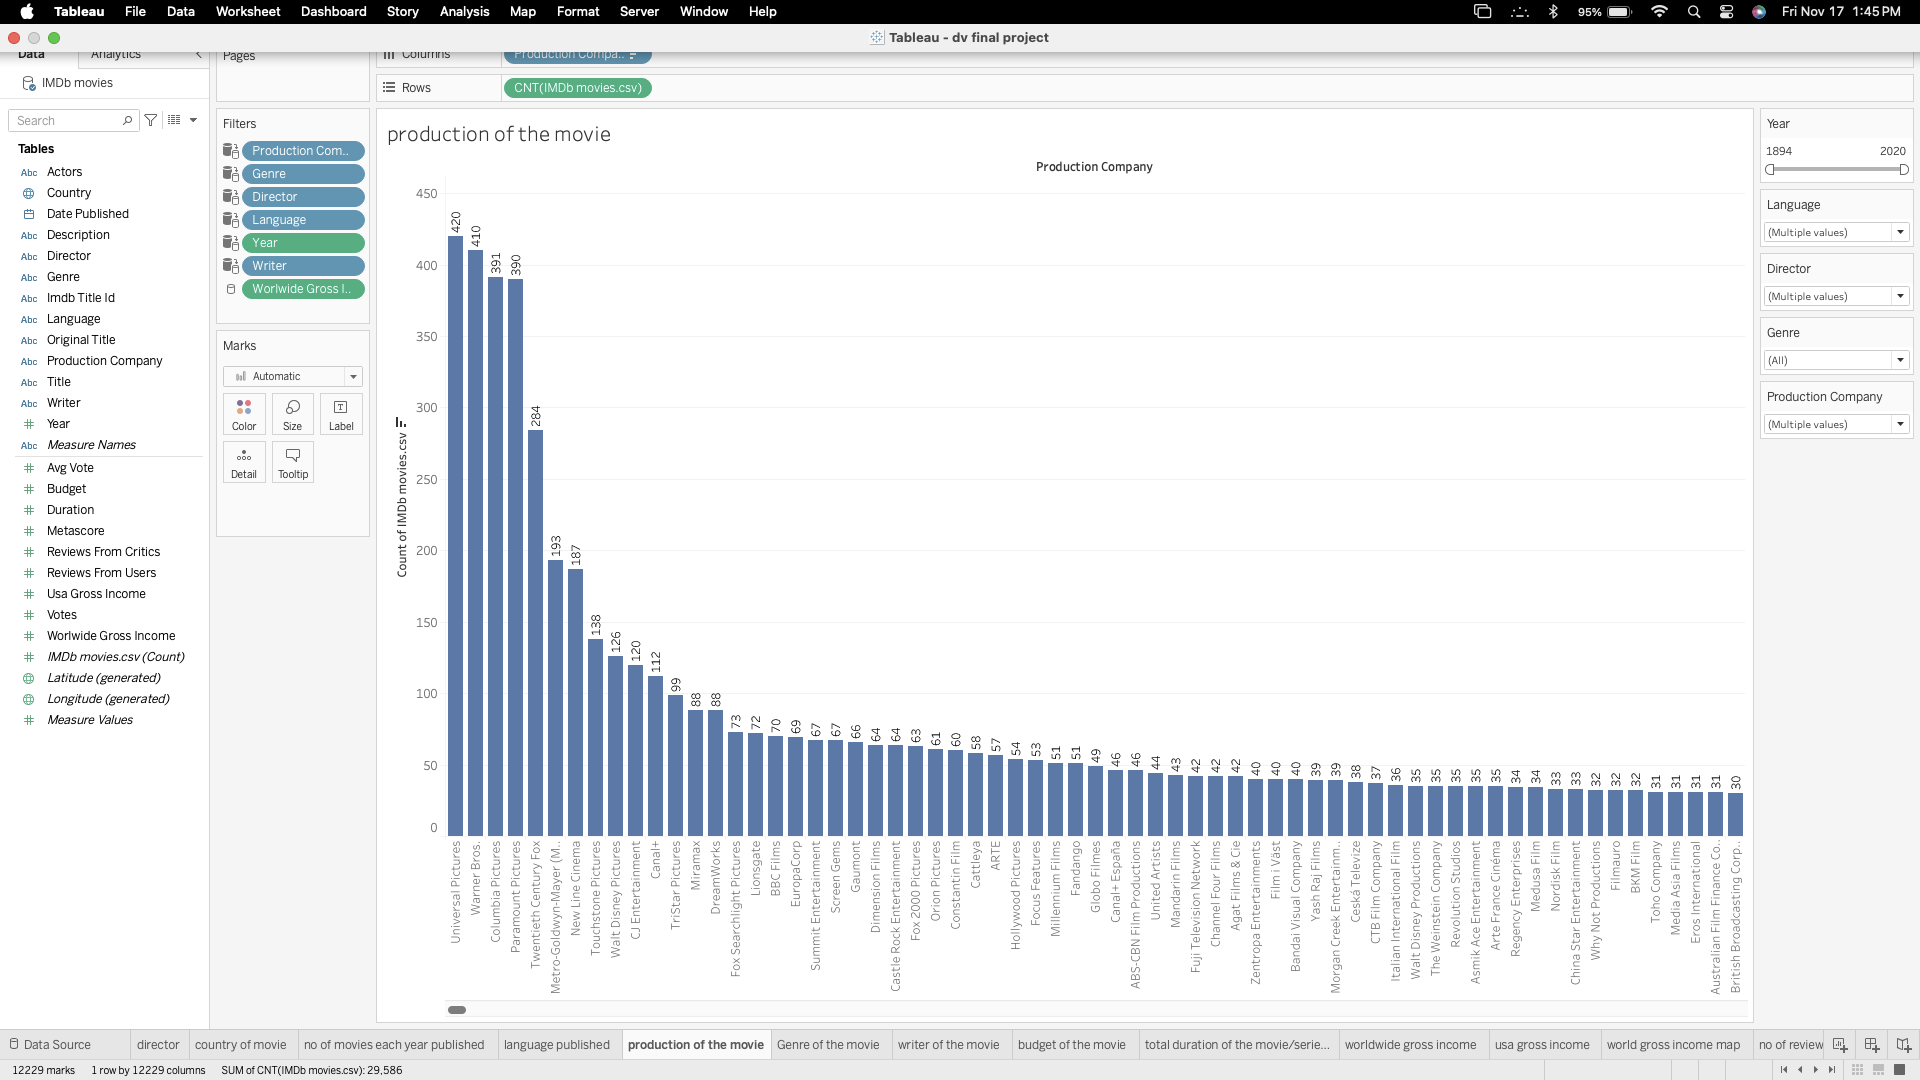 Tableau File Data Worksheet Dashboard Story Analysis Map Format Server Window Help 95% Fri Nov 17 1:45 PM
Tableau - dv final project
Data Analytics
IMDb movies
Search
Tables
Actors
Country
Date Published
Description
Director
Genre
Imdb Title Id
Language
Original Title
Production Company
Title
Writer
Year
Measure Names
Avg Vote
Budget
Duration
Metascore
Reviews From Critics
Reviews From Users
Usa Gross Income
Votes
Worlwide Gross Income
IMDb movies.csv (Count)
Latitude (generated)
Longitude (generated)
Measure Values
Pages
Filters
Production Com..
Genre
Director
Language
Year
Writer
Worlwide Gross I..
Marks
Automatic
Color Size Label
Detail Tooltip
Columns Production Compa..
Rows CNT(IMDb movies.csv)
production of the movie
Production Company
Count of IMDb movies.csv
450
400
350
300
250
200
150
100
50
0
420 410 391 390 284 193 187 138 126 120 112 99 88 88 73 72 70 69 67 67 66 64 64 63 61 60 58 57 54 53 51 51 49 46 46 44 43 42 42 42 40 40 40 39 39 38 37 36 35 35 35 35 35 34 34 33 33 32 32 32 31 31 31 31 30
Universal Pictures
Warner Bros.
Columbia Pictures
Paramount Pictures
Twentieth Century Fox
Metro-Goldwyn-Mayer (M..
New Line Cinema
Touchstone Pictures
Walt Disney Pictures
CJ Entertainment
Canal+
TriStar Pictures
Miramax
DreamWorks
Fox Searchlight Pictures
Lionsgate
BBC Films
EuropaCorp
Summit Entertainment
Screen Gems
Gaumont
Dimension Films
Castle Rock Entertainment
Fox 2000 Pictures
Orion Pictures
Constantin Film
Cattleya
ARTE
Hollywood Pictures
Focus Features
Millennium Films
Fandango
Globo Filmes
Canal+ España
ABS-CBN Film Productions
United Artists
Mandarin Films
Fuji Television Network
Channel Four Films
Agat Films & Cie
Zentropa Entertainments
Film i Väst
Bandai Visual Company
Yash Raj Films
Morgan Creek Entertainm..
Ceská Televize
CTB Film Company
Italian International Film
Walt Disney Productions
The Weinstein Company
Revolution Studios
Asmik Ace Entertainment
Arte France Cinéma
Regency Enterprises
Medusa Film
Nordisk Film
China Star Entertainment
Why Not Productions
Filmauro
BKM Film
Toho Company
Media Asia Films
Eros International
Australian Film Finance Co..
British Broadcasting Corp..
Year
1894 2020
Language
(Multiple values)
Director
(Multiple values)
Genre
(All)
Production Company
(Multiple values)
Data Source director country of movie no of movies each year published language published production of the movie Genre of the movie writer of the movie budget of the movie total duration of the movie/serie... worldwide gross income usa gross income world gross income map no of review
12229 marks 1 row by 12229 columns SUM of CNT(IMDb movies.csv): 29,586